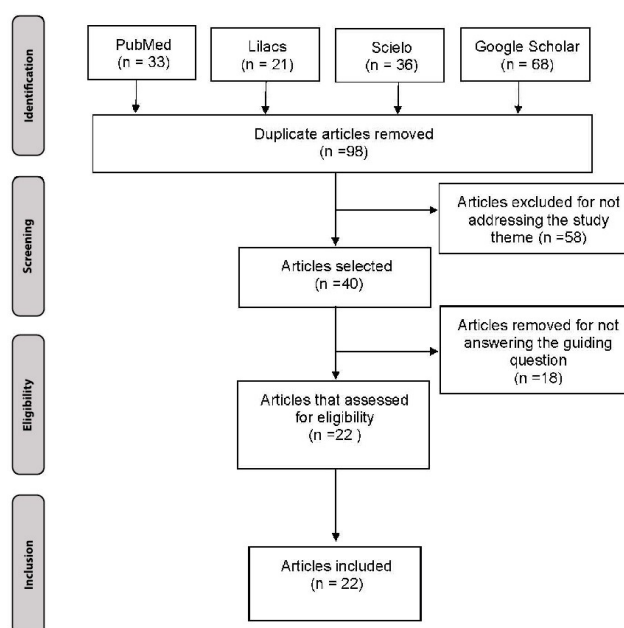 Identification
PubMed
(n = 33)
Lilacs
(n = 21)
Scielo
(n = 36)
Google Scholar
(n = 68)
Duplicate articles removed
(n =98)
Screening
Articles excluded for not
addressing the study
theme (n =58)
Articles selected
(n =40)
Articles removed for not
answering the guiding
question
(n =18)
Eligibility
Articles that assessed
for eligibility
(n =22 )
Inclusion
Articles included
n = 22